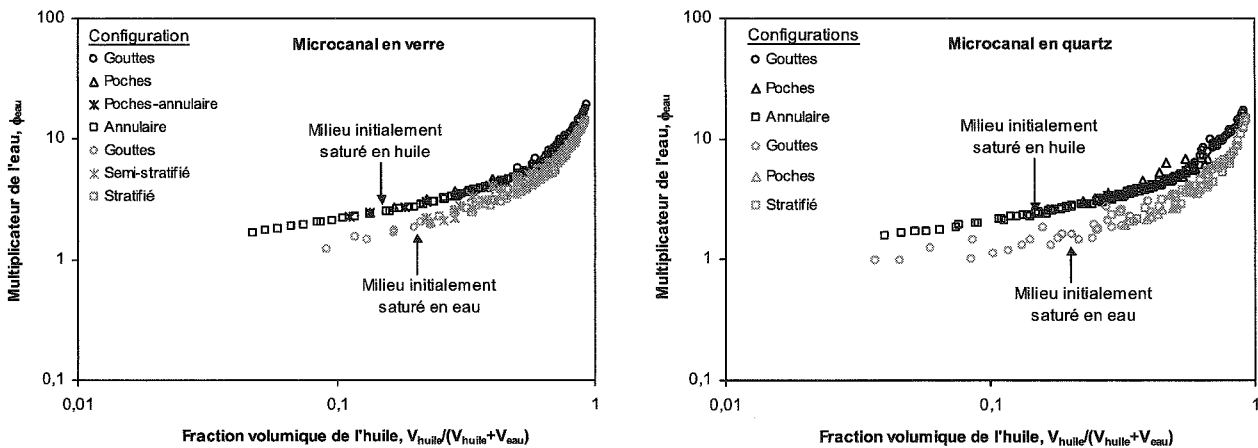 Multiplicateur de l'eau, ϕeau
100
10
1
0,1
Configuration
Gouttes
Poches
Poches-annulaire
Annulaire
Gouttes
Semi-stratifié
Stratifié
Microcanal en verre
Milieu initialement
saturé en huile
Milieu initialement
saturé en eau
0,01
0,1
1
Fraction volumique de l'huile, Vhuile/(Vhuile+Veau)
Multiplicateur de l'eau, ϕeau
100
10
1
0,1
Configurations
Gouttes
Poches
Annulaire
Gouttes
Poches
Stratifié
Microcanal en quartz
Milieu initialement
saturé en huile
Milieu initialement
saturé en eau
0,01
0,1
1
Fraction volumique de l'huile, Vhuile/(Vhuile+Veau)